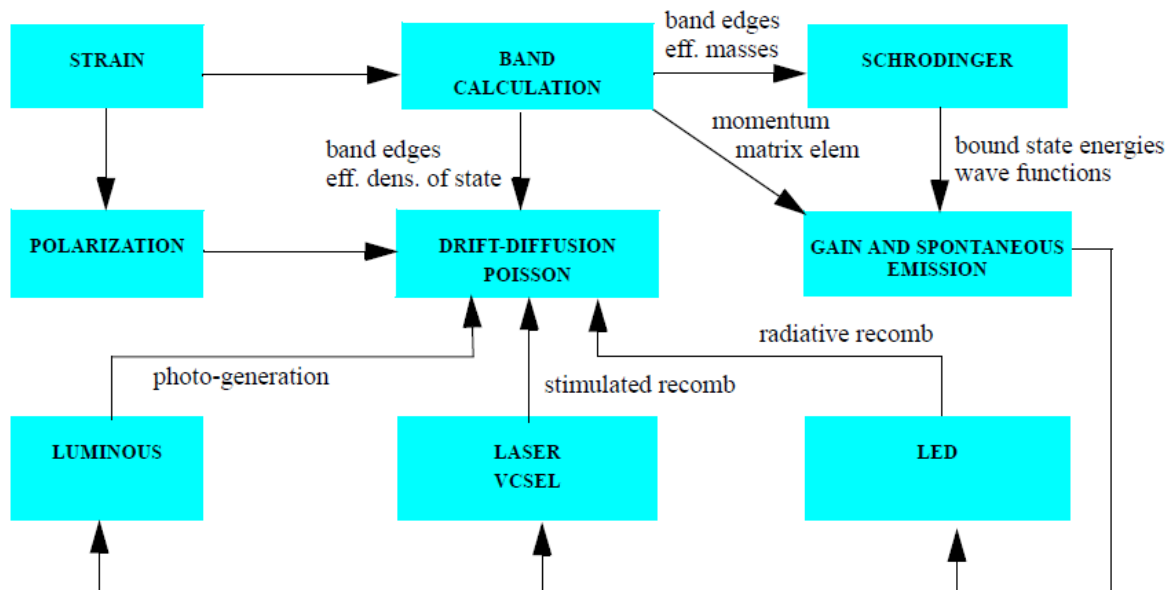 STRAIN
BAND
CALCULATION
band edges
eff. masses
SCHRODINGER
band edges
eff. dens. of state
momentum
matrix elem
bound state energies
wave functions
POLARIZATION
DRIFT-DIFFUSION
POISSON
GAIN AND SPONTANEOUS
EMISSION
photo-generation
stimulated recomb
radiative recomb
LUMINOUS
LASER
VCSEL
LED